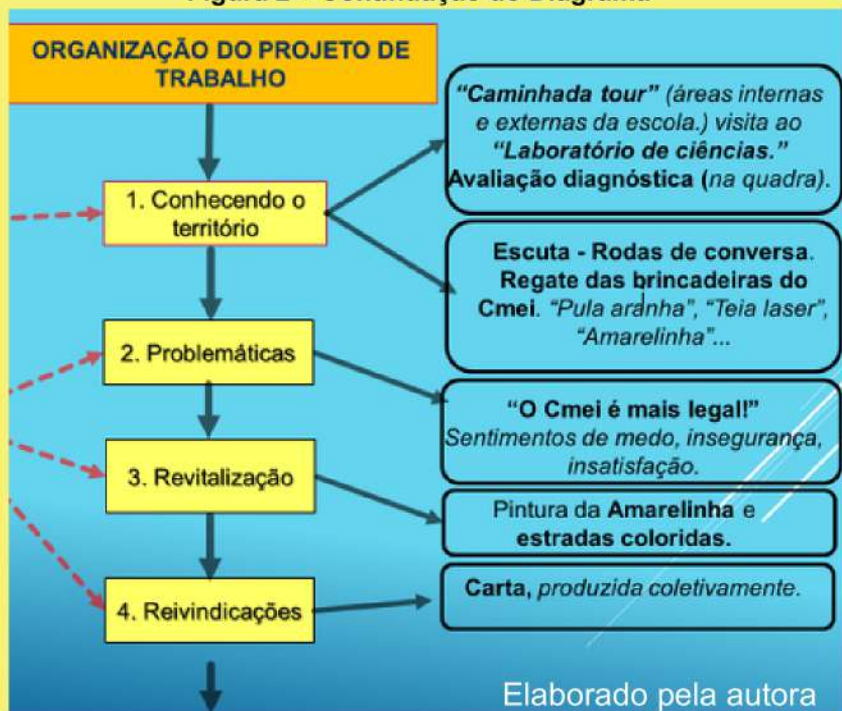 ORGANIZAÇÃO DO PROJETO DE
TRABALHO
1. Conhecendo o
território
“Caminhada tour” (áreas internas
e externas da escola.) visita ao
“Laboratório de ciências.”
Avaliação diagnóstica (na quadra).
Escuta - Rodas de conversa.
Regate das brincadeiras do
Cmei. “Pula aranha”, “Teia laser”,
“Amarelinha”...
2. Problemáticas
“O Cmei é mais legal!”
Sentimentos de medo, insegurança,
insatisfação.
3. Revitalização
Pintura da Amarelinha e
estradas coloridas.
4. Reivindicações
Carta, produzida coletivamente.
Elaborado pela autora